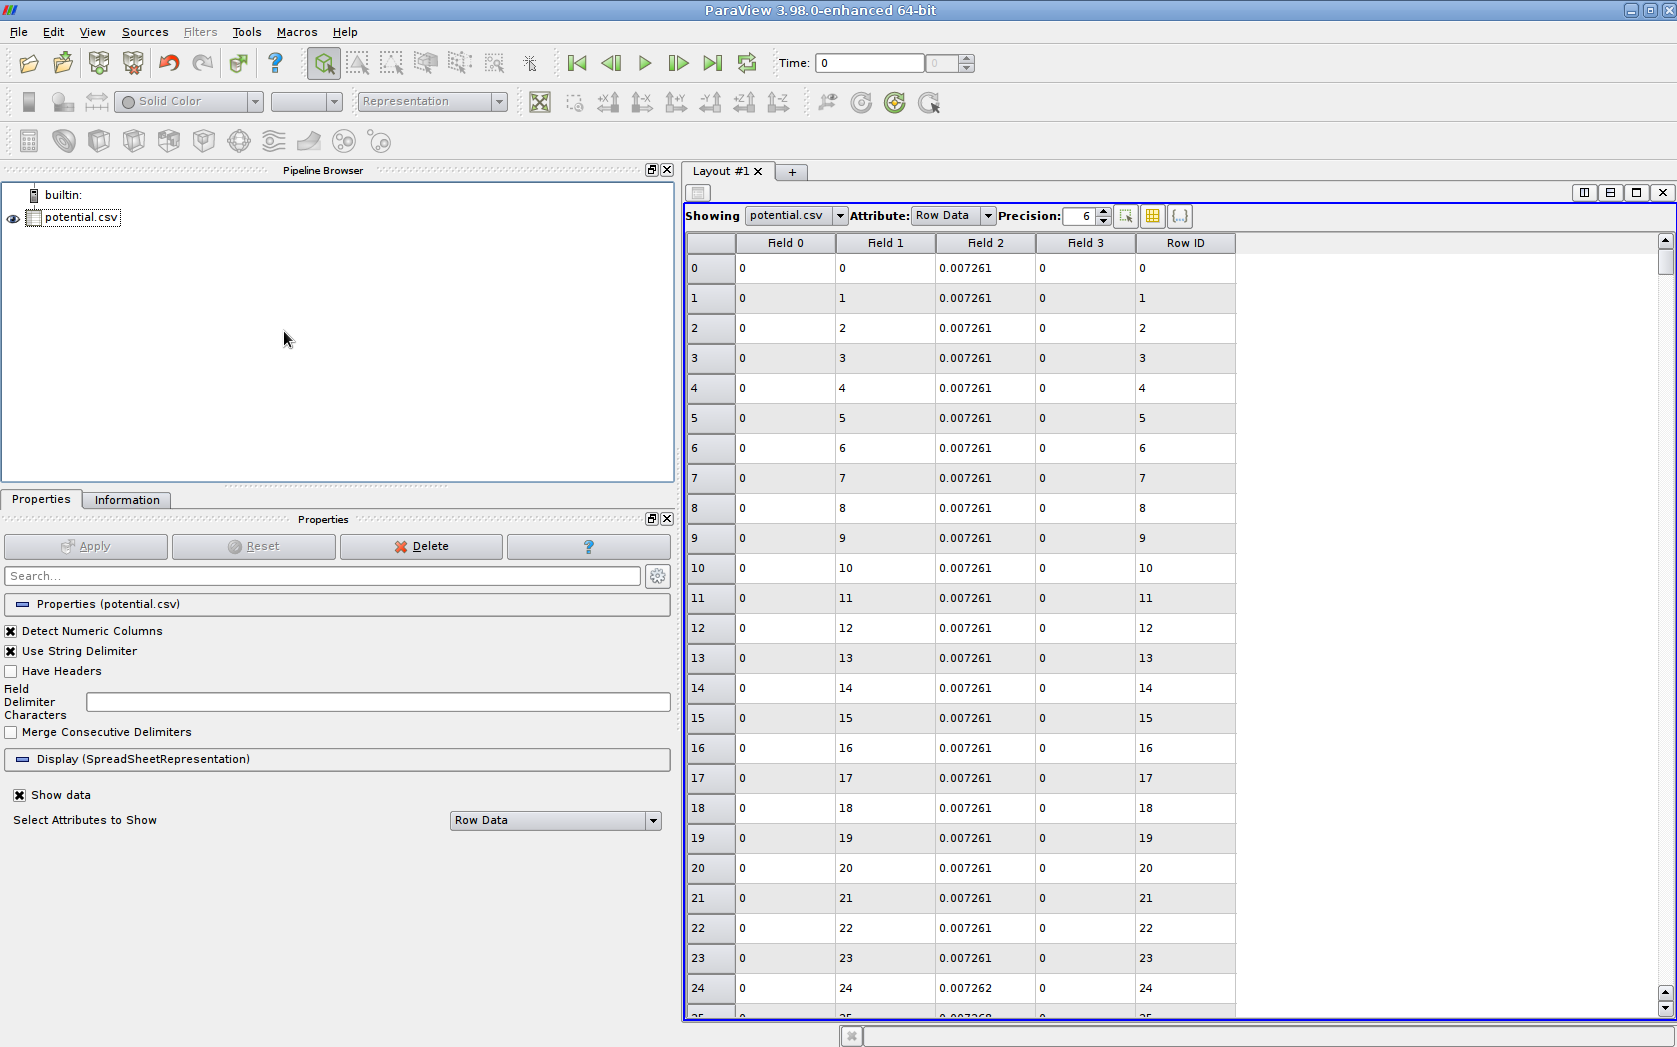 ParaView 3.98.0-enhanced 64-bit
File Edit View Sources Filters Tools Macros Help
Time: 0 0
Solid Color Representation
+X -X +Y -Y +Z -Z
Pipeline Browser
builtin:
potential.csv
Properties Information
Properties
Apply Reset Delete ?
Search...
Properties (potential.csv)
Detect Numeric Columns
Use String Delimiter
Have Headers
Field
Delimiter
Characters
Merge Consecutive Delimiters
Display (SpreadSheetRepresentation)
Show data
Select Attributes to Show Row Data
Layout #1 +
Showing potential.csv Attribute: Row Data Precision: 6 {...}
Field 0 Field 1 Field 2 Field 3 Row ID
0 0 0 0.007261 0 0
1 0 1 0.007261 0 1
2 0 2 0.007261 0 2
3 0 3 0.007261 0 3
4 0 4 0.007261 0 4
5 0 5 0.007261 0 5
6 0 6 0.007261 0 6
7 0 7 0.007261 0 7
8 0 8 0.007261 0 8
9 0 9 0.007261 0 9
10 0 10 0.007261 0 10
11 0 11 0.007261 0 11
12 0 12 0.007261 0 12
13 0 13 0.007261 0 13
14 0 14 0.007261 0 14
15 0 15 0.007261 0 15
16 0 16 0.007261 0 16
17 0 17 0.007261 0 17
18 0 18 0.007261 0 18
19 0 19 0.007261 0 19
20 0 20 0.007261 0 20
21 0 21 0.007261 0 21
22 0 22 0.007261 0 22
23 0 23 0.007261 0 23
24 0 24 0.007262 0 24